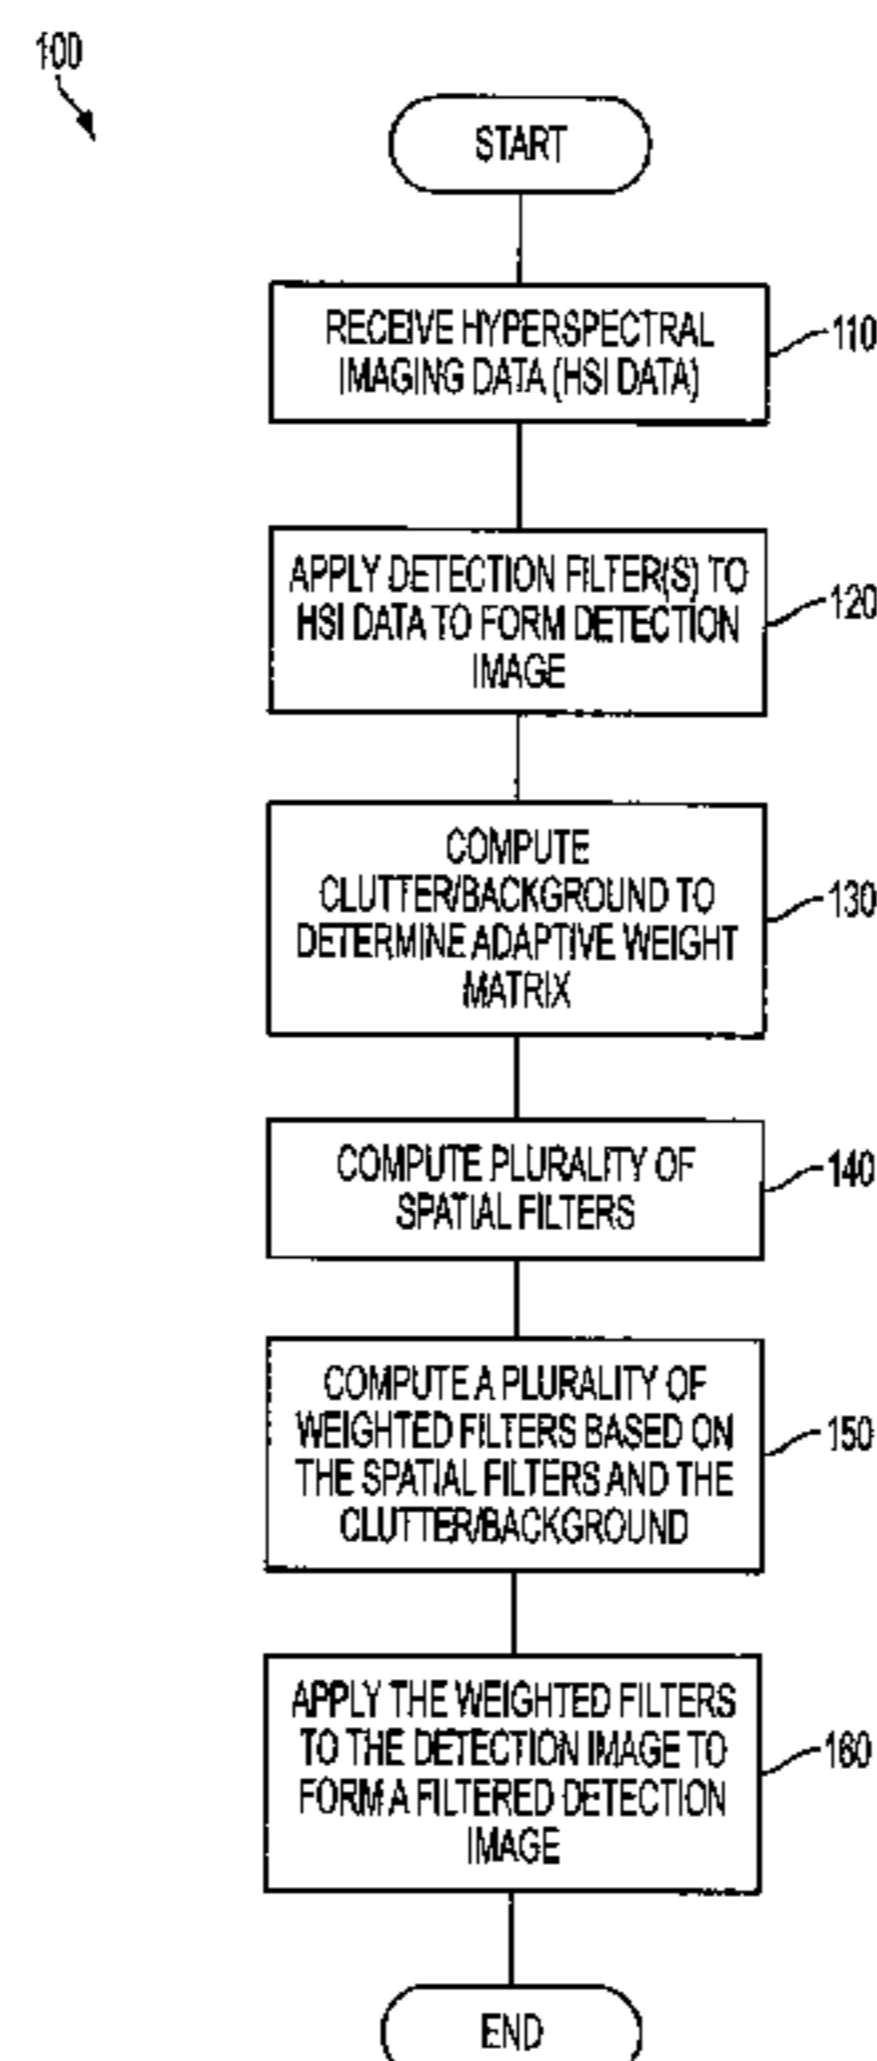 100
START
RECEIVE HYPERSPECTRAL
IMAGING DATA (HSI DATA)
110
APPLY DETECTION FILTER(S) TO
HSI DATA TO FORM DETECTION
IMAGE
120
COMPUTE
CLUTTER/BACKGROUND TO
DETERMINE ADAPTIVE WEIGHT
MATRIX
130
COMPUTE PLURALITY OF
SPATIAL FILTERS
140
COMPUTE A PLURALITY OF
WEIGHTED FILTERS BASED ON
THE SPATIAL FILTERS AND THE
CLUTTER/BACKGROUND
150
APPLY THE WEIGHTED FILTERS
TO THE DETECTION IMAGE TO
FORM A FILTERED DETECTION
IMAGE
160
END